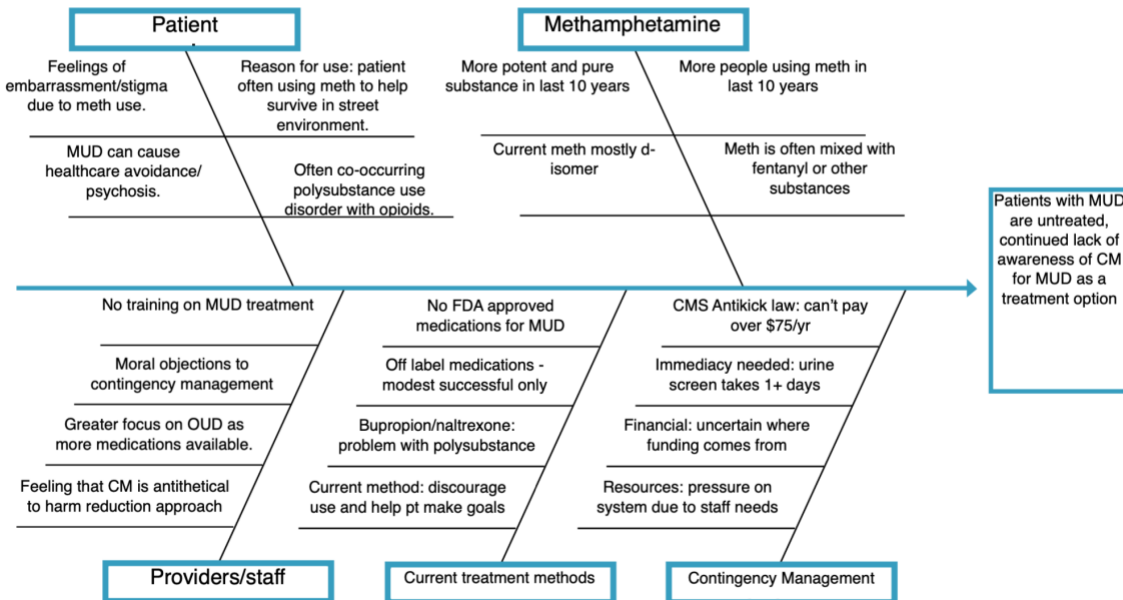 Patient
.
Methamphetamine
Feelings of
embarrassment/stigma
due to meth use.
Reason for use: patient
often using meth to help
survive in street
environment.
MUD can cause
healthcare avoidance/
psychosis.
Often co-occurring
polysubstance use
disorder with opioids.
More potent and pure
substance in last 10 years
More people using meth in
last 10 years
Current meth mostly d-
isomer
Meth is often mixed with
fentanyl or other
substances
Patients with MUD
are untreated,
continued lack of
awareness of CM
for MUD as a
treatment option
No training on MUD treatment
Moral objections to
contingency management
Greater focus on OUD as
more medications available.
Feeling that CM is antithetical
to harm reduction approach
No FDA approved
medications for MUD
Off label medications -
modest successful only
Bupropion/naltrexone:
problem with polysubstance
Current method: discourage
use and help pt make goals
CMS Antikick law: can't pay
over $75/yr
Immediacy needed: urine
screen takes 1+ days
Financial: uncertain where
funding comes from
Resources: pressure on
system due to staff needs
Providers/staff
Current treatment methods
Contingency Management